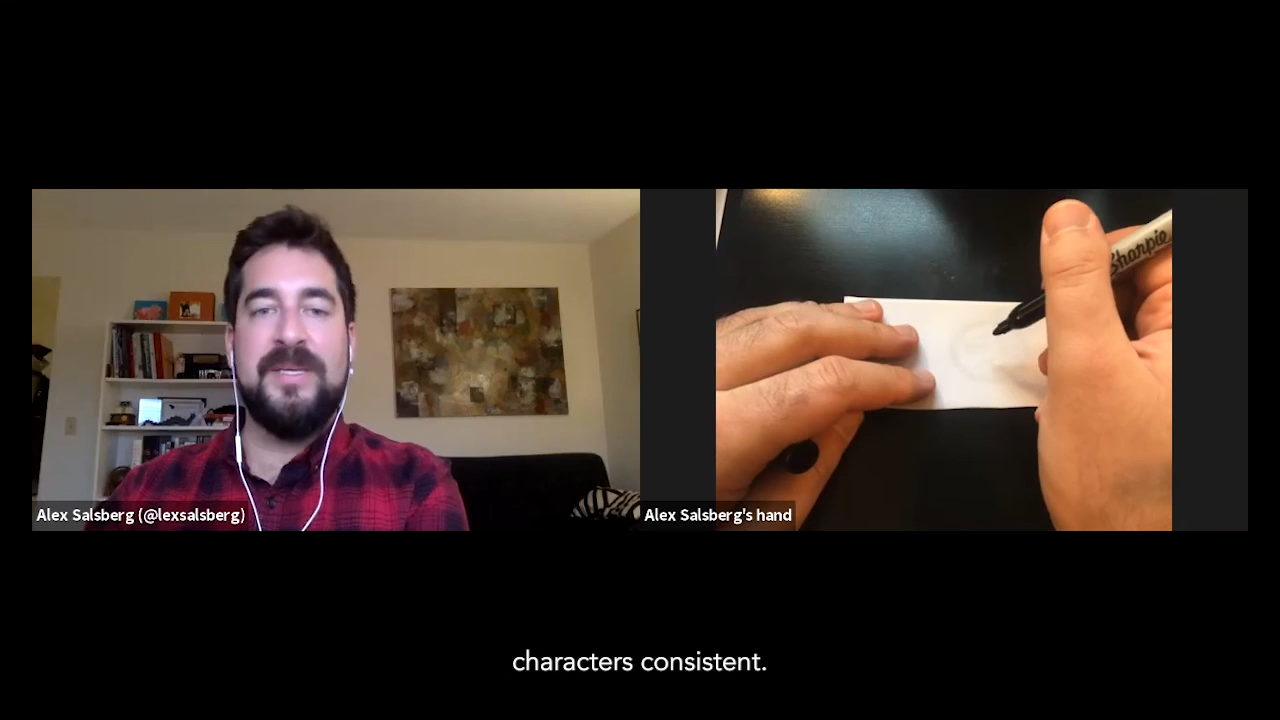 Sharpie
Alex Salsberg (@lexsalsberg)
Alex Salsberg's hand
characters consistent.